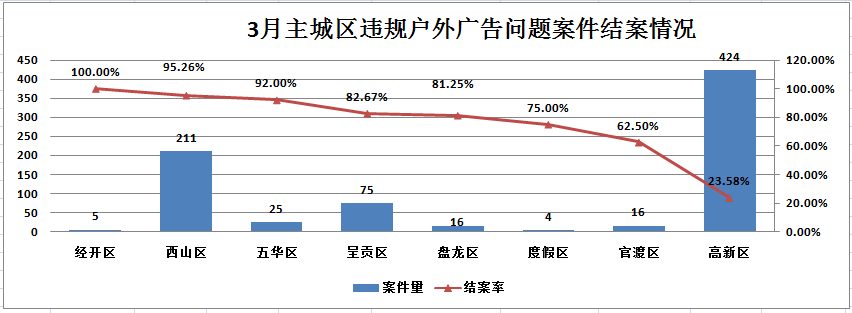 3月主城区违规户外广告问题案件结案情况
450 400 350 300 250 200 150 100 50 0
120.00% 100.00% 80.00% 60.00% 40.00% 20.00% 0.00%
100.00% 95.26% 92.00% 82.67% 81.25% 75.00% 62.50% 23.58%
5 211 25 75 16 4 16 424
经开区 西山区 五华区 呈贡区 盘龙区 度假区 官渡区 高新区
案件量 结案率